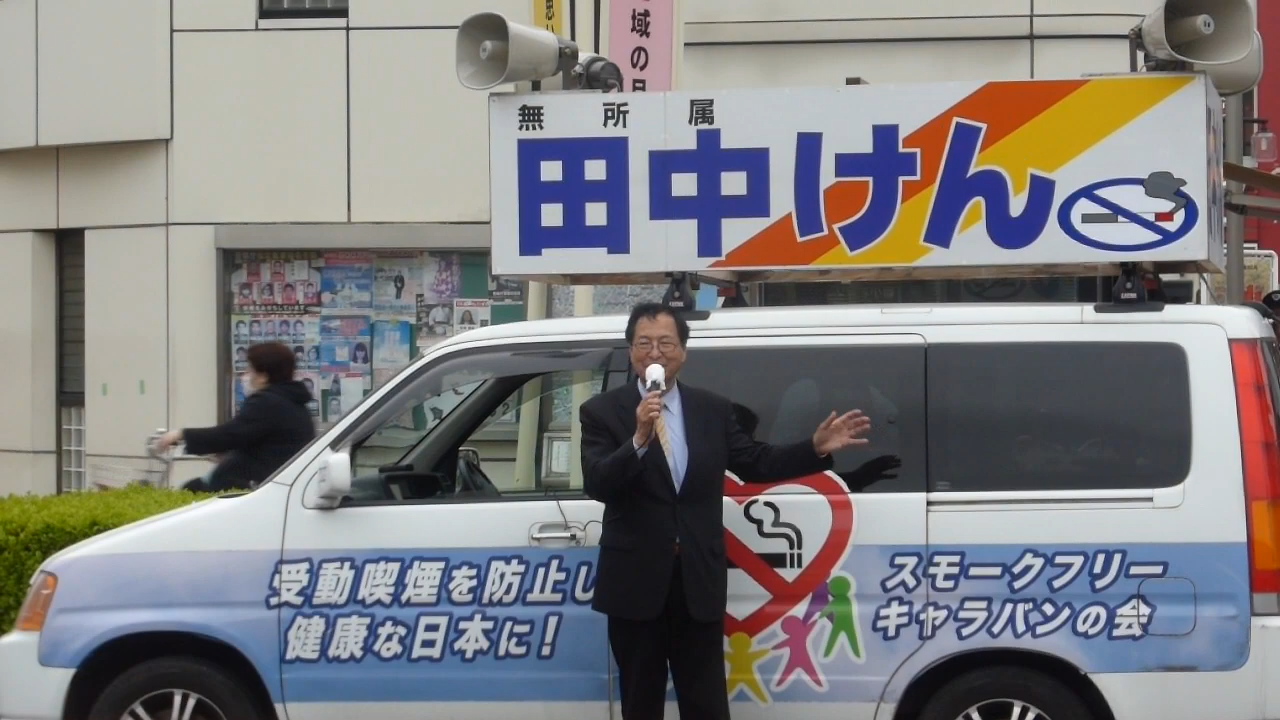 域の
無所属
田中けん
受動喫煙を防止し
健康な日本に！
スモークフリー
キャラバンの会